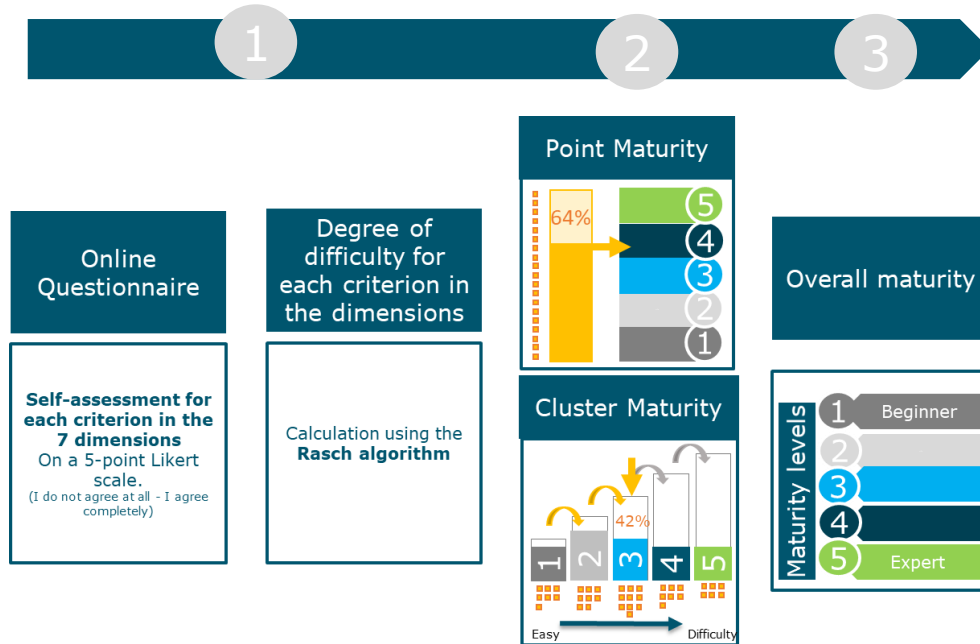 1
2
3
Online
Questionnaire
Self-assessment for
each criterion in the
7 dimensions
On a 5-point Likert
scale.
(I do not agree at all - I agree
completely)
Degree of
difficulty for
each criterion in
the dimensions
Calculation using the
Rasch algorithm
Point Maturity
64%
5
4
3
2
1
Cluster Maturity
42%
1
2
3
4
5
Easy
Difficulty
Overall maturity
Maturity levels
1 Beginner
2
3
4
5 Expert